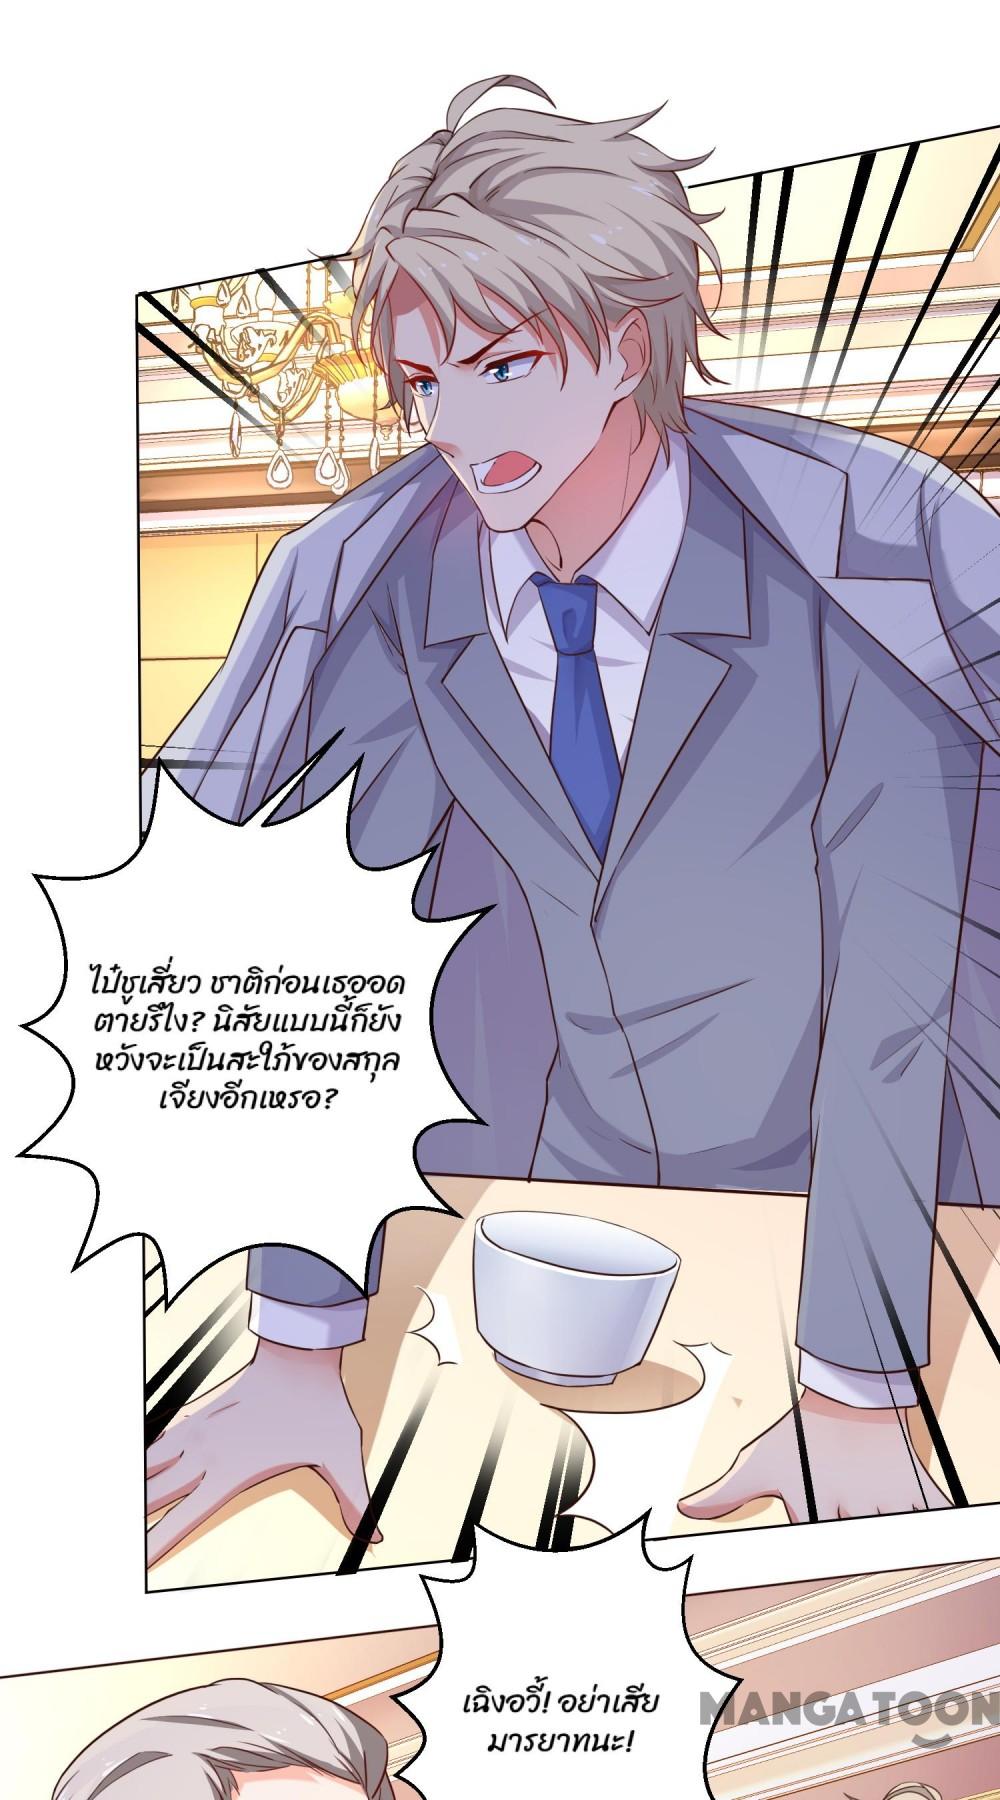 ไป๋ชูเสี่ยว ชาติก่อนเธออด
ตายรึไง? นิสัยแบบนี้ก็ยัง
หวังจะเป็นสะใภ้ของสกุล
เจียงอีกเหรอ?
เฉิงอวี้! อย่าเสีย
มารยาทนะ!
MANGATOON